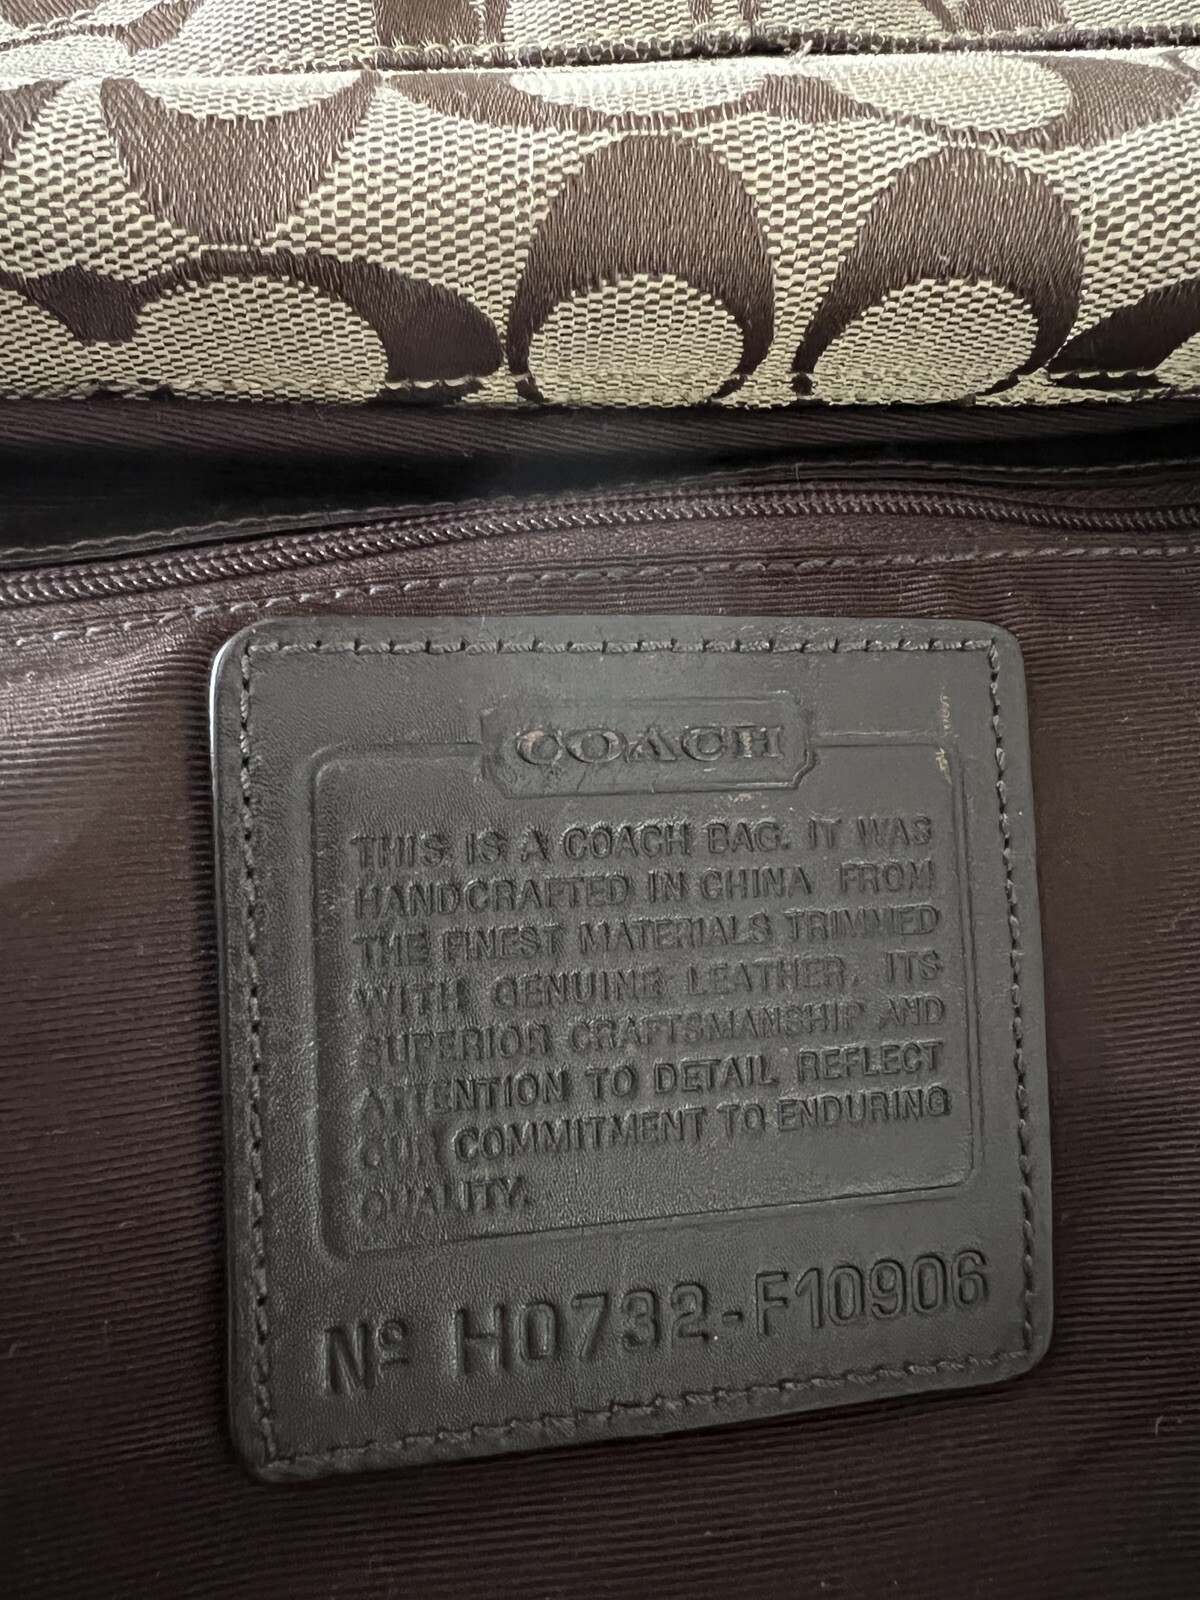 COACH
THIS IS A COACH BAG. IT WAS
HANDCRAFTED IN CHINA FROM
THE FINEST MATERIALS TRIMMED
WITH GENUINE LEATHER. ITS
SUPERIOR CRAFTSMANSHIP AND
ATTENTION TO DETAIL REFLECT
OUR COMMITMENT TO ENDURING
QUALITY.
Nº H0732-F10906